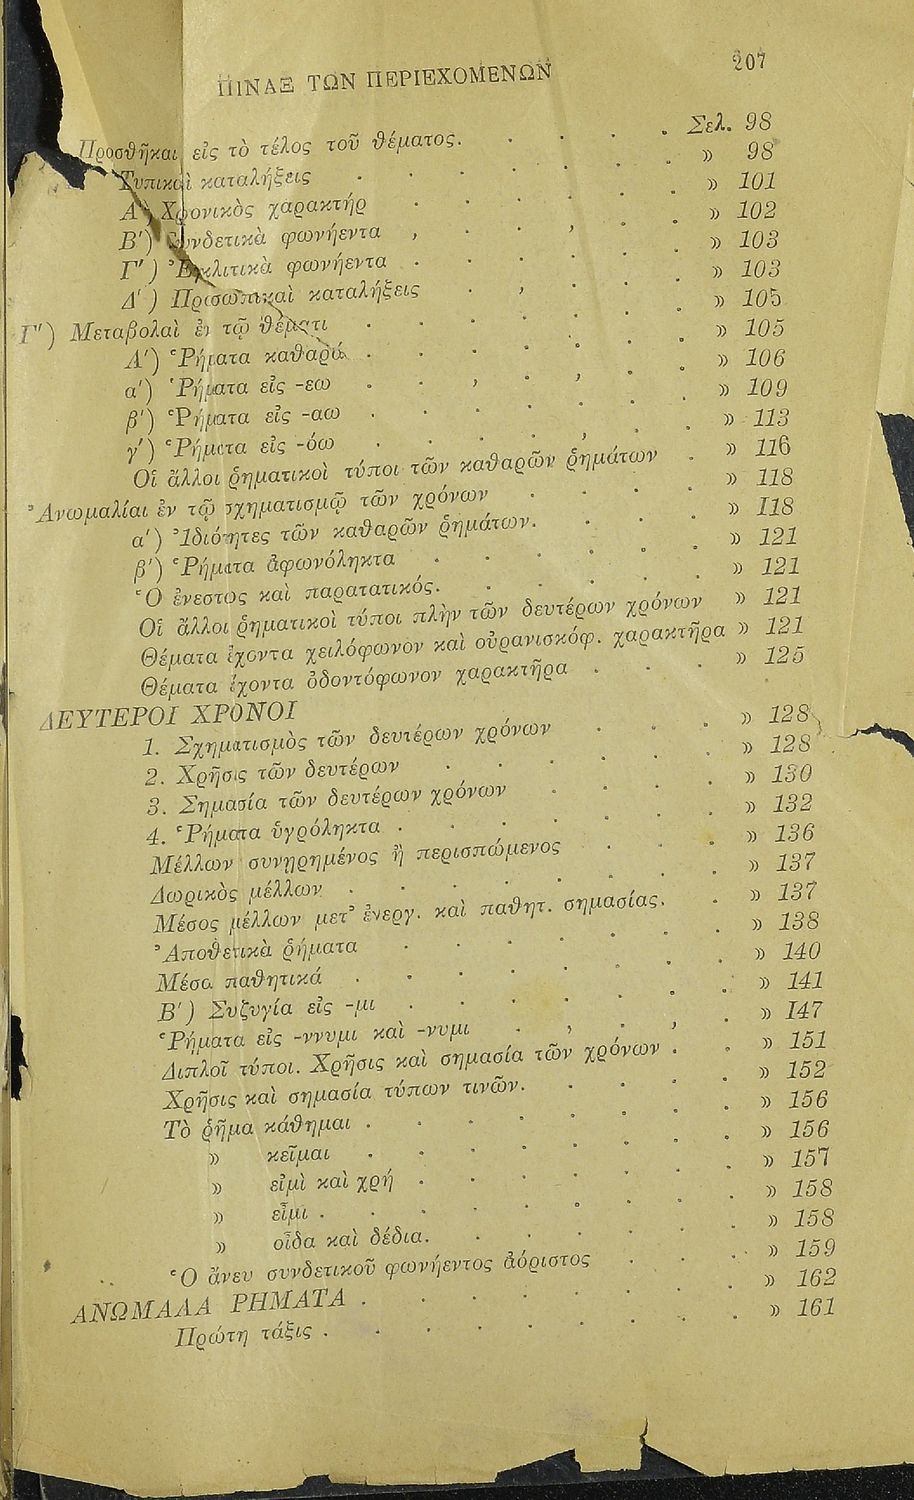 ΠΙΝΑΞ ΤΩΝ ΠΕΡΙΕΧΟΜΕΝΩΝ 207
Προσθῆκαι εἰς τὸ τέλος τοῦ θέματος. . . . . Σελ. 98
Τυπικαὶ καταλήξεις . . . . . . » 98
Α') Χρονικὸς χαρακτήρ . . . . . » 101
Β') Συνδετικὰ φωνήεντα . . . . . » 102
Γ') Ἐγκλιτικὰ φωνήεντα . . . . . » 103
Δ') Προσωπικαὶ καταλήξεις . . . . » 103
Γ') Μεταβολαὶ ἐν τῷ θέματι . . . . . » 105
Α') Ῥήματα καθαρά . . . . . . » 105
α') Ῥήματα εἰς -εω . . . . . . » 106
β') Ῥήματα εἰς -αω . . . . . . » 109
γ') Ῥήματα εἰς -όω . . . . . . » 113
Οἱ ἄλλοι ῥηματικοὶ τύποι τῶν καθαρῶν ῥημάτων . » 116
Ἀνωμαλίαι ἐν τῷ σχηματισμῷ τῶν χρόνων . . . . » 118
α') Ἰδιότητες τῶν καθαρῶν ῥημάτων. . . . » 118
β') Ῥήματα ἀφωνόληκτα . . . . . » 121
Ὁ ἐνεστὼς καὶ παρατατικός. . . . . . » 121
Οἱ ἄλλοι ῥηματικοὶ τύποι πλὴν τῶν δευτέρων χρόνων » 121
Θέματα ἔχοντα χειλόφωνον καὶ οὐρανισκόφ. χαρακτῆρα » 121
Θέματα ἔχοντα ὀδοντόφωνον χαρακτῆρα . . . » 125
ΔΕΥΤΕΡΟΙ ΧΡΟΝΟΙ
1. Σχηματισμὸς τῶν δευτέρων χρόνων . . . » 128
2. Χρῆσις τῶν δευτέρων . . . . . » 128
3. Σημασία τῶν δευτέρων χρόνων . . . . » 130
4. Ῥήματα ὑγρόληκτα . . . . . . » 132
Μέλλων συνῃρημένος ἢ περισπώμενος . . . » 136
Δωρικὸς μέλλων . . . . . . » 137
Μέσος μέλλων μετ' ἐνεργ. καὶ παθητ. σημασίας. . » 137
Ἀποθετικὰ ῥήματα . . . . . . » 138
Μέσα παθητικά . . . . . . . » 140
Β') Συζυγία εἰς -μι . . . . . . » 141
Ῥήματα εἰς -ννυμι καὶ -νυμι . . . . » 147
Διπλοῖ τύποι. Χρῆσις καὶ σημασία τῶν χρόνων . . » 151
Χρῆσις καὶ σημασία τύπων τινῶν. . . . . » 152
Τὸ ῥῆμα κάθημαι . . . . . . . » 156
» κεῖμαι . . . . . . . » 156
» εἰμὶ καὶ χρή . . . . . . » 157
» εἶμι . . . . . . . . » 158
» οἶδα καὶ δέδια. . . . . . » 158
Ὁ ἄνευ συνδετικοῦ φωνήεντος ἀόριστος . . . » 159
ΑΝΩΜΑΛΑ ΡΗΜΑΤΑ . . . . . . . » 162
Πρώτη τάξις . . . . . . . . » 161